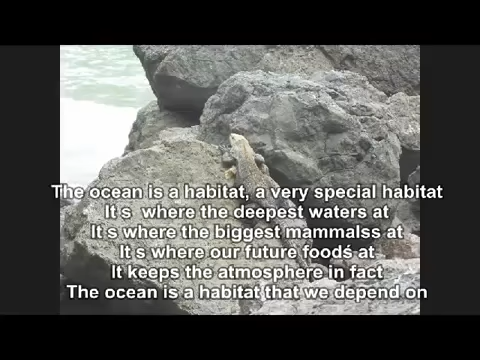 The ocean is a habitat, a very special habitat
It s  where the deepest waters at
It s where the biggest mammalss at
It s where our future foods at
It keeps the atmosphere in fact
The ocean is a habitat that we depend on